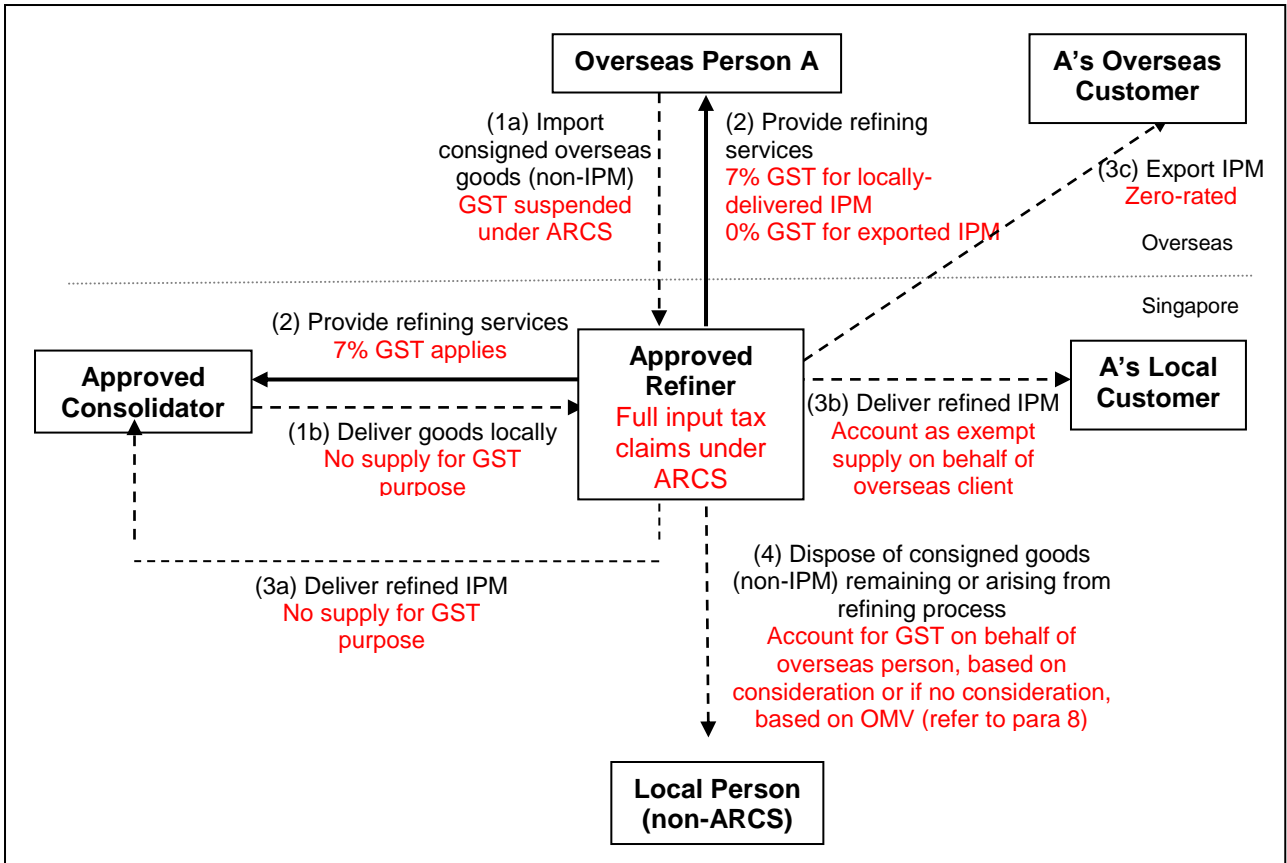 Overseas Person A
A's Overseas
Customer
(1a) Import
consigned overseas
goods (non-IPM)
GST suspended
under ARCS
(2) Provide refining
services
7% GST for locally-
delivered IPM
0% GST for exported IPM
(3c) Export IPM
Zero-rated
Overseas
Singapore
(2) Provide refining services
7% GST applies
Approved
Consolidator
Approved
Refiner
Full input tax
claims under
ARCS
A's Local
Customer
(1b) Deliver goods locally
No supply for GST
purpose
(3b) Deliver refined IPM
Account as exempt
supply on behalf of
overseas client
(3a) Deliver refined IPM
No supply for GST
purpose
(4) Dispose of consigned goods
(non-IPM) remaining or arising from
refining process
Account for GST on behalf of
overseas person, based on
consideration or if no consideration,
based on OMV (refer to para 8)
Local Person
(non-ARCS)